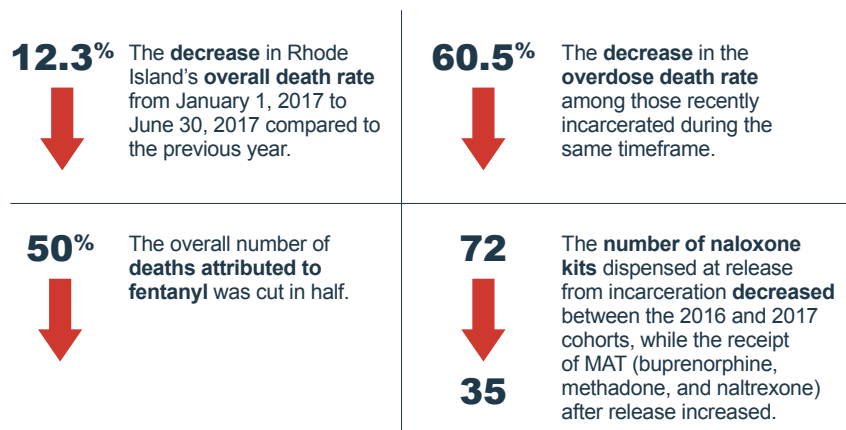 12.3%
The decrease in Rhode
Island's overall death rate
from January 1, 2017 to
June 30, 2017 compared to
the previous year.
60.5%
The decrease in the
overdose death rate
among those recently
incarcerated during the
same timeframe.
50%
The overall number of
deaths attributed to
fentanyl was cut in half.
72
35
The number of naloxone
kits dispensed at release
from incarceration decreased
between the 2016 and 2017
cohorts, while the receipt
of MAT (buprenorphine,
methadone, and naltrexone)
after release increased.